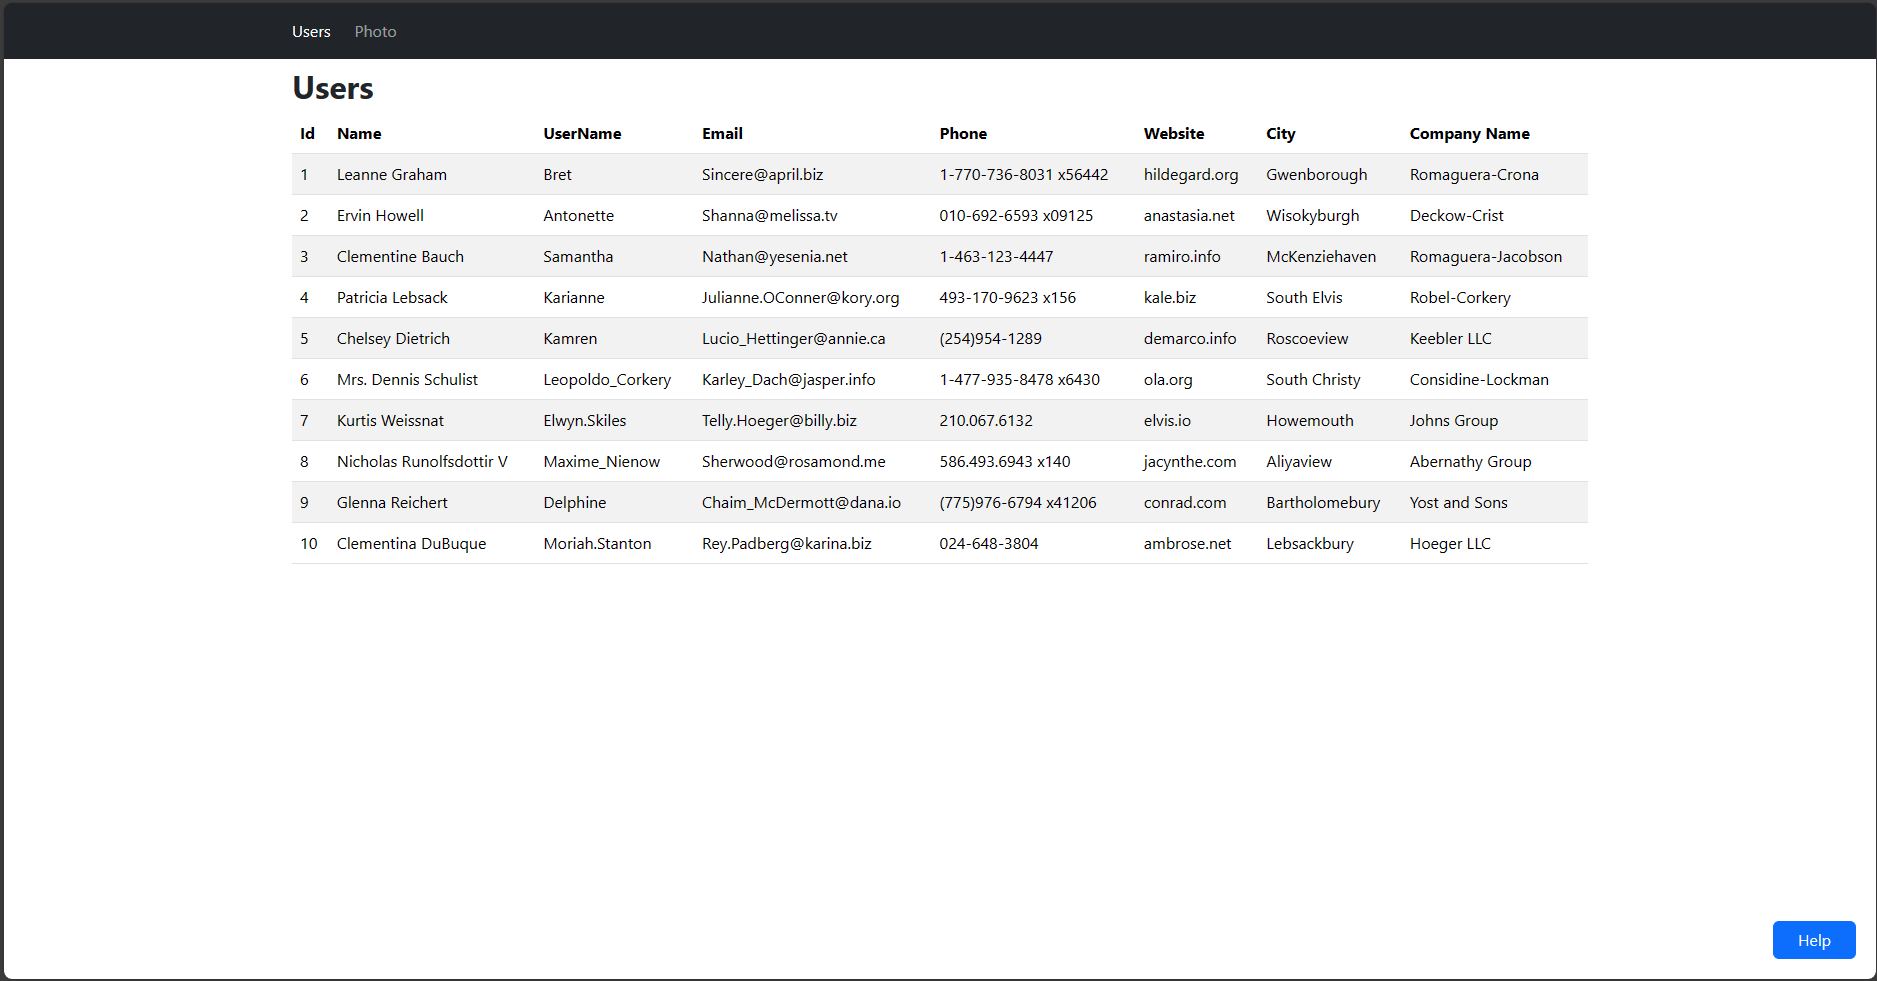 Users Photo
Users
Id Name UserName Email Phone Website City Company Name
1 Leanne Graham Bret Sincere@april.biz 1-770-736-8031 x56442 hildegard.org Gwenborough Romaguera-Crona
2 Ervin Howell Antonette Shanna@melissa.tv 010-692-6593 x09125 anastasia.net Wisokyburgh Deckow-Crist
3 Clementine Bauch Samantha Nathan@yesenia.net 1-463-123-4447 ramiro.info McKenziehaven Romaguera-Jacobson
4 Patricia Lebsack Karianne Julianne.OConner@kory.org 493-170-9623 x156 kale.biz South Elvis Robel-Corkery
5 Chelsey Dietrich Kamren Lucio_Hettinger@annie.ca (254)954-1289 demarco.info Roscoeview Keebler LLC
6 Mrs. Dennis Schulist Leopoldo_Corkery Karley_Dach@jasper.info 1-477-935-8478 x6430 ola.org South Christy Considine-Lockman
7 Kurtis Weissnat Elwyn.Skiles Telly.Hoeger@billy.biz 210.067.6132 elvis.io Howemouth Johns Group
8 Nicholas Runolfsdottir V Maxime_Nienow Sherwood@rosamond.me 586.493.6943 x140 jacynthe.com Aliyaview Abernathy Group
9 Glenna Reichert Delphine Chaim_McDermott@dana.io (775)976-6794 x41206 conrad.com Bartholomebury Yost and Sons
10 Clementina DuBuque Moriah.Stanton Rey.Padberg@karina.biz 024-648-3804 ambrose.net Lebsackbury Hoeger LLC
Help